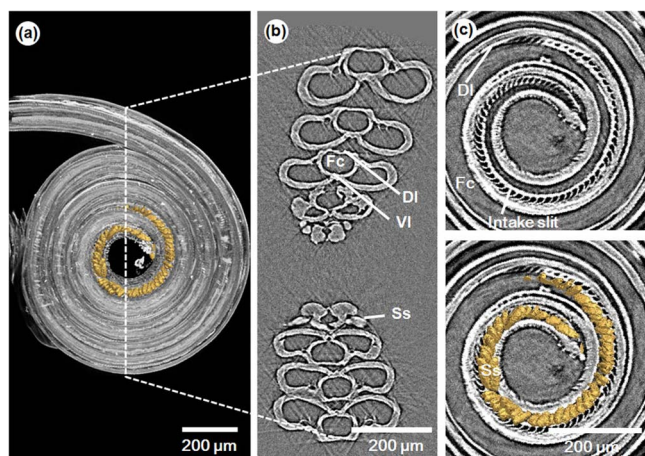 (a)
200 µm
(b)
Fc
Dl
Vl
Ss
200 µm
(c)
Dl
Fc
Intake slit
Ss
200 µm